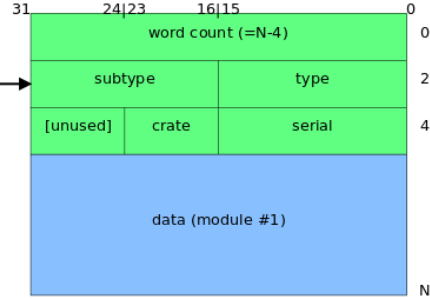 31 24|23 16|15 0
word count (=N-4) 0
subtype type 2
[unused] crate serial 4
data (module #1)
N